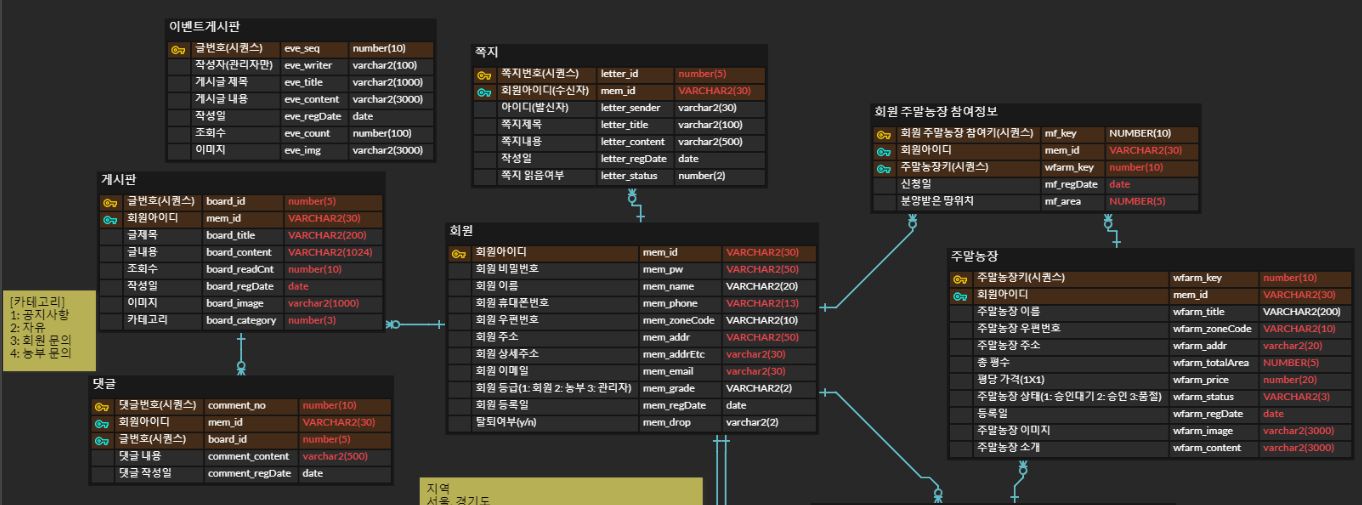 이벤트게시판
글번호(시퀀스) eve_seq number(10)
작성자(관리자만) eve_writer varchar2(100)
게시글 제목 eve_title varchar2(1000)
게시글 내용 eve_content varchar2(3000)
작성일 eve_regDate date
조회수 eve_count number(100)
이미지 eve_img varchar2(3000)
쪽지
쪽지번호(시퀀스) letter_id number(5)
회원아이디(수신자) mem_id VARCHAR2(30)
아이디(발신자) letter_sender varchar2(30)
쪽지제목 letter_title varchar2(100)
쪽지내용 letter_content varchar2(500)
작성일 letter_regDate date
쪽지 읽음여부 letter_status number(2)
회원 주말농장 참여정보
회원 주말농장 참여키(시퀀스) mf_key NUMBER(10)
회원아이디 mem_id VARCHAR2(30)
주말농장키(시퀀스) wfarm_key number(10)
신청일 mf_regDate date
분양받은 땅위치 mf_area NUMBER(5)
게시판
글번호(시퀀스) board_id number(5)
회원아이디 mem_id VARCHAR2(30)
글제목 board_title VARCHAR2(200)
글내용 board_content VARCHAR2(1024)
조회수 board_readCnt number(10)
작성일 board_regDate date
이미지 board_image varchar2(1000)
카테고리 board_category number(3)
[카테고리]
1: 공지사항
2: 자유
3: 회원 문의
4: 농부 문의
회원
회원아이디 mem_id VARCHAR2(30)
회원 비밀번호 mem_pw VARCHAR2(50)
회원 이름 mem_name VARCHAR2(20)
회원 휴대폰번호 mem_phone VARCHAR2(13)
회원 우편번호 mem_zoneCode VARCHAR2(10)
회원 주소 mem_addr VARCHAR2(50)
회원 상세주소 mem_addrEtc varchar2(30)
회원 이메일 mem_email varchar2(30)
회원 등급(1: 회원 2: 농부 3: 관리자) mem_grade VARCHAR2(2)
회원 등록일 mem_regDate date
탈퇴여부(y/n) mem_drop varchar2(2)
주말농장
주말농장키(시퀀스) wfarm_key number(10)
회원아이디 mem_id VARCHAR2(30)
주말농장 이름 wfarm_title VARCHAR2(200)
주말농장 우편번호 wfarm_zoneCode VARCHAR2(10)
주말농장 주소 wfarm_addr varchar2(20)
총 평수 wfarm_totalArea NUMBER(5)
평당 가격(1X1) wfarm_price number(20)
주말농장 상태(1: 승인대기 2: 승인 3:품절) wfarm_status VARCHAR2(3)
등록일 wfarm_regDate date
주말농장 이미지 wfarm_image varchar2(3000)
주말농장 소개 wfarm_content varchar2(3000)
댓글
댓글번호(시퀀스) comment_no number(10)
회원아이디 mem_id VARCHAR2(30)
글번호(시퀀스) board_id number(5)
댓글 내용 comment_content varchar2(500)
댓글 작성일 comment_regDate date
지역
서울, 경기도